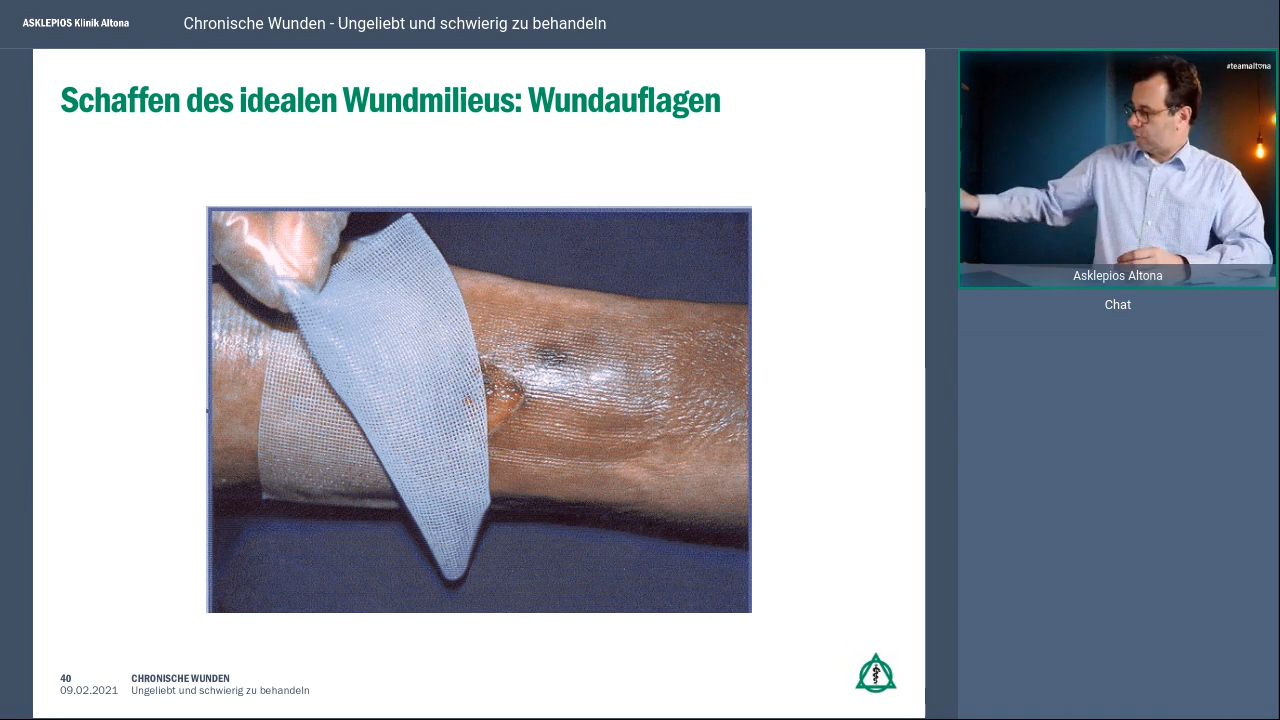 ASKLEPIOS Klinik Altona
Chronische Wunden - Ungeliebt und schwierig zu behandeln
Schaffen des idealen Wundmilieus: Wundauflagen
#teamaltona
Asklepios Altona
Chat
40 CHRONISCHE WUNDEN
09.02.2021 Ungeliebt und schwierig zu behandeln